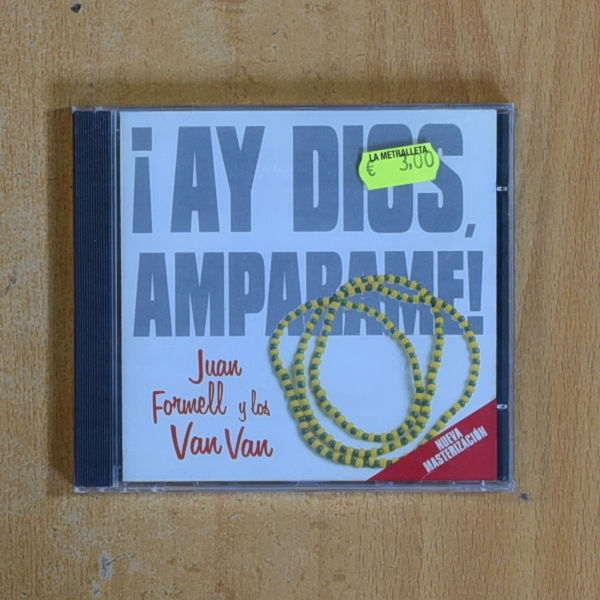 ¡AY DIOS,
AMPARAME!
LA METRALLETA
€ 3,00
Juan
Formell y los
Van Van
NUEVA
MASTERIZACIÓN